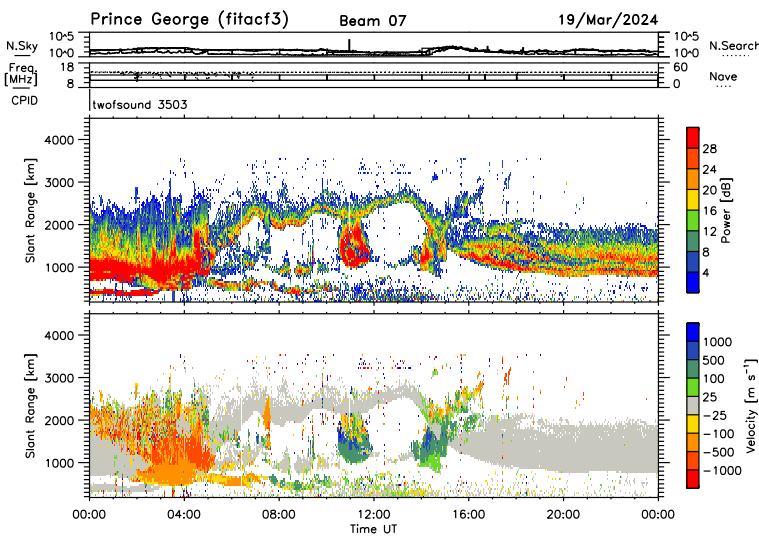 Prince George (fitacf3) Beam 07 19/Mar/2024
N.Sky 10^5 10^0 10^5 10^0 N.Search
Freq [MHz] 18 8 60 0 Nave
CPID twofsound 3503
Slant Range [km] 4000 3000 2000 1000
Power [dB] 28 24 20 16 12 8 4
Slant Range [km] 4000 3000 2000 1000
Velocity [m s⁻¹] 1000 500 100 25 −25 −100 −500 −1000
00:00 04:00 08:00 12:00 16:00 20:00 00:00
Time UT